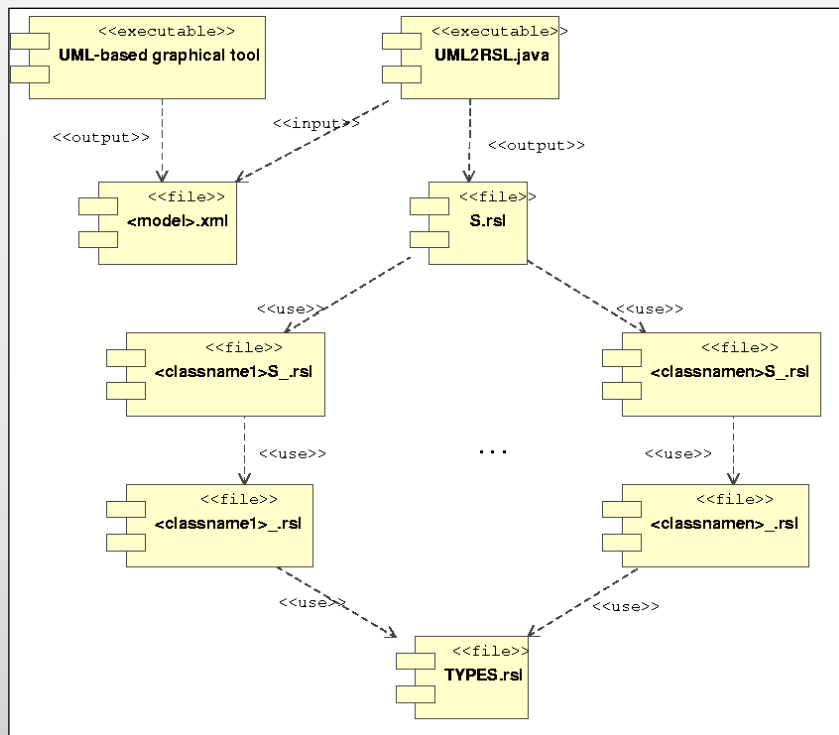 <<executable>>
UML-based graphical tool
<<executable>>
UML2RSL.java
<<output>>
<<input>>
<<output>>
<<file>>
<model>.xml
<<file>>
S.rsl
<<use>>
<<use>>
<<file>>
<classname1>S_.rsl
<<file>>
<classnamen>S_.rsl
<<use>>
...
<<use>>
<<file>>
<classname1>_.rsl
<<file>>
<classnamen>_.rsl
<<use>>
<<use>>
<<file>>
TYPES.rsl